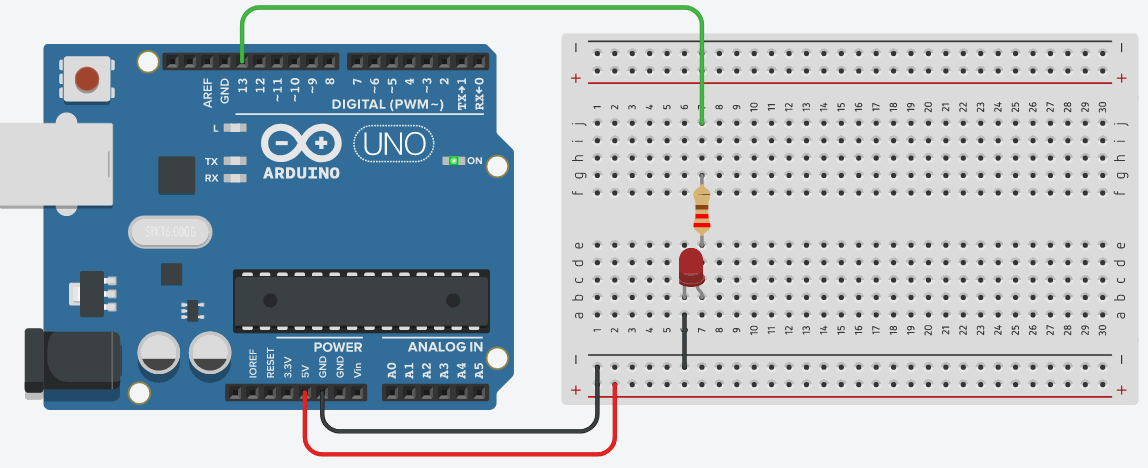 AREF
GND
13
12
~11
~10
~9
8
7
~6
~5
4
~3
2
TX→1
RX←0
DIGITAL (PWM~)
L
TX
RX
UNO
ARDUINO
ON
SPK16.000G
POWER
ANALOG IN
IOREF
RESET
3.3V
5V
GND
GND
Vin
A0
A1
A2
A3
A4
A5
− −
+ +
1 2 3 4 5 6 7 8 9 10 11 12 13 14 15 16 17 18 19 20 21 22 23 24 25 26 27 28 29 30
j j
i i
h h
g g
f f
e e
d d
c c
b b
a a
1 2 3 4 5 6 7 8 9 10 11 12 13 14 15 16 17 18 19 20 21 22 23 24 25 26 27 28 29 30
− −
+ +